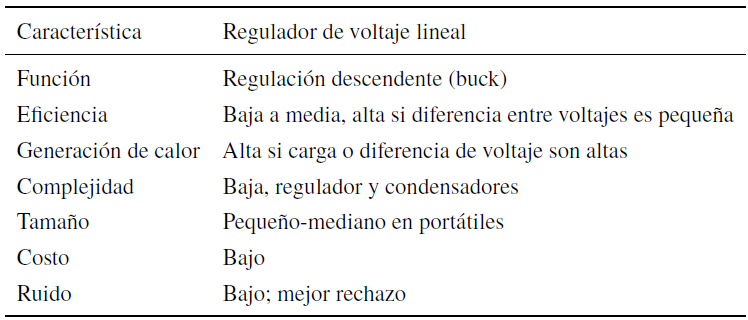 Característica Regulador de voltaje lineal
Función Regulación descendente (buck)
Eficiencia Baja a media, alta si diferencia entre voltajes es pequeña
Generación de calor Alta si carga o diferencia de voltaje son altas
Complejidad Baja, regulador y condensadores
Tamaño Pequeño-mediano en portátiles
Costo Bajo
Ruido Bajo; mejor rechazo